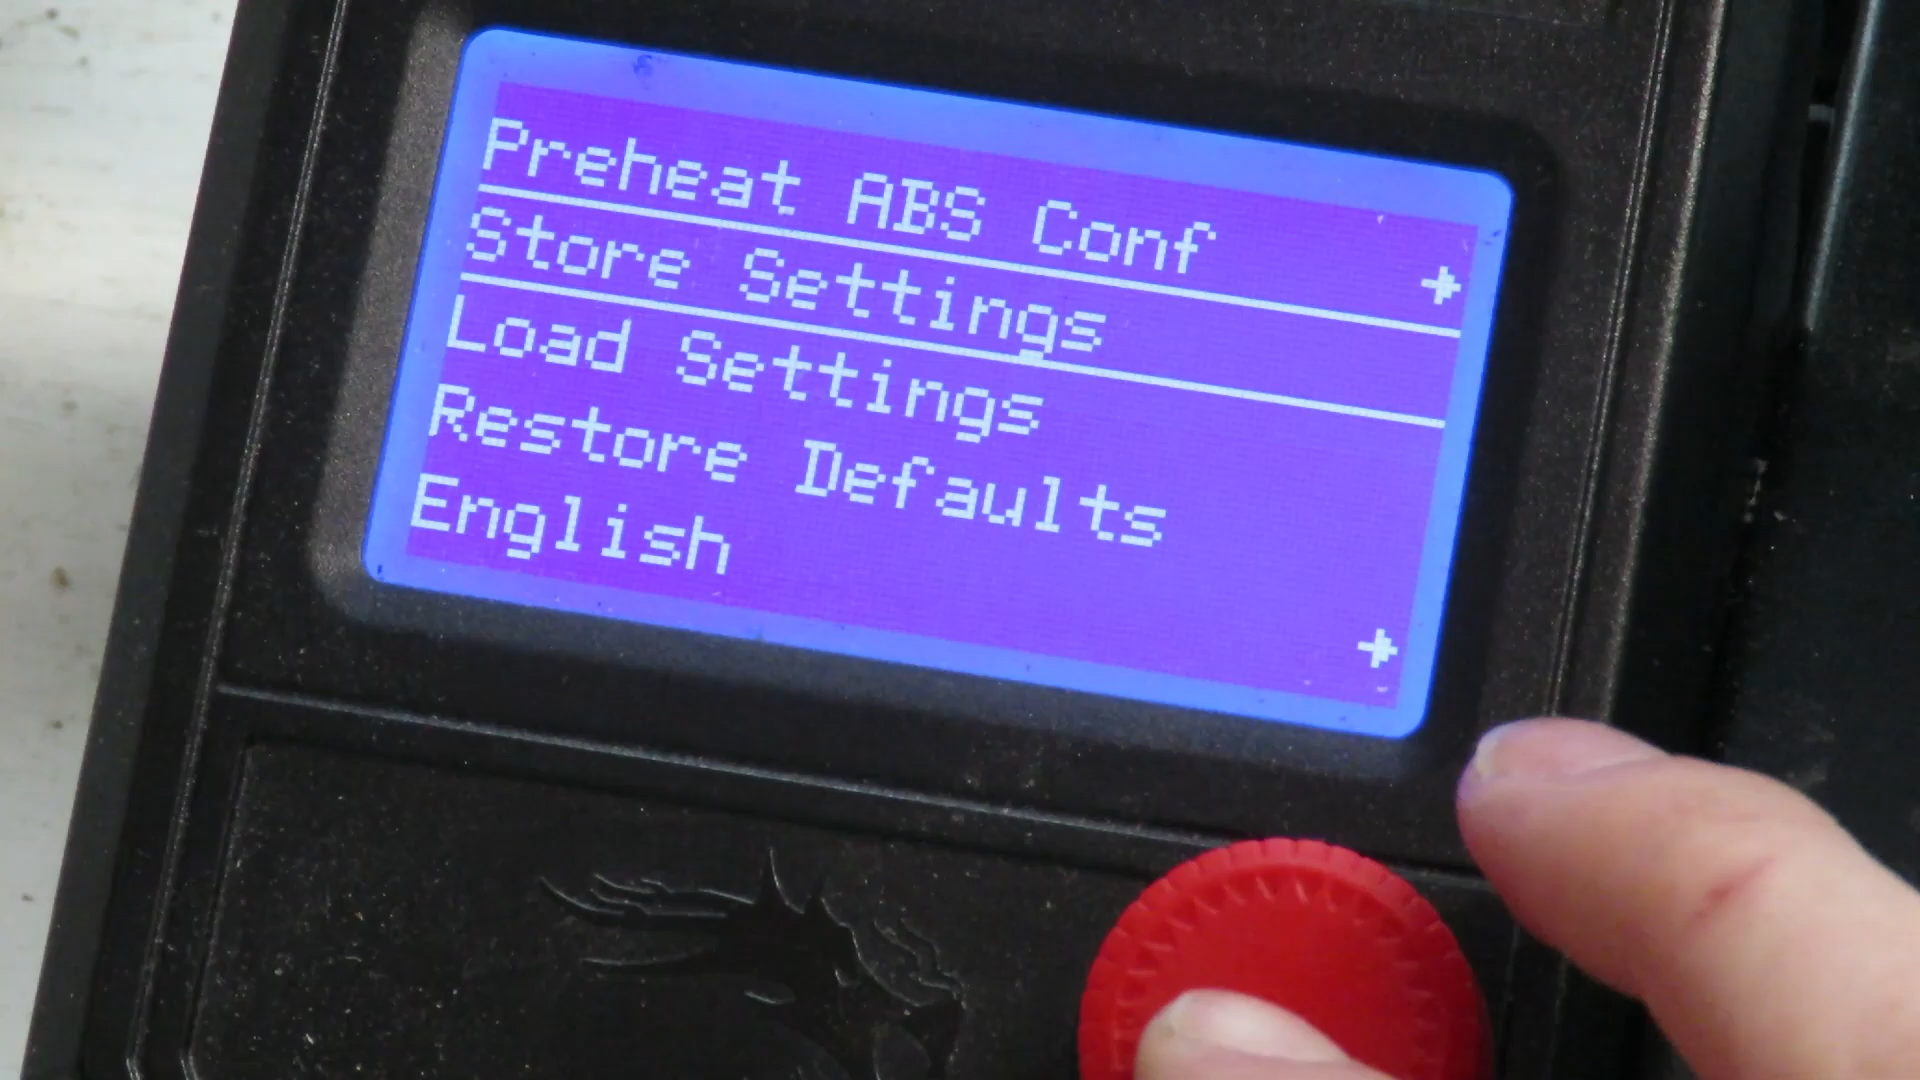 Preheat ABS Conf →
Store Settings
Load Settings
Restore Defaults
English →